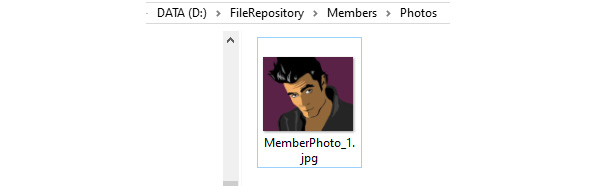 DATA (D:) > FileRepository > Members > Photos
MemberPhoto_1.
jpg